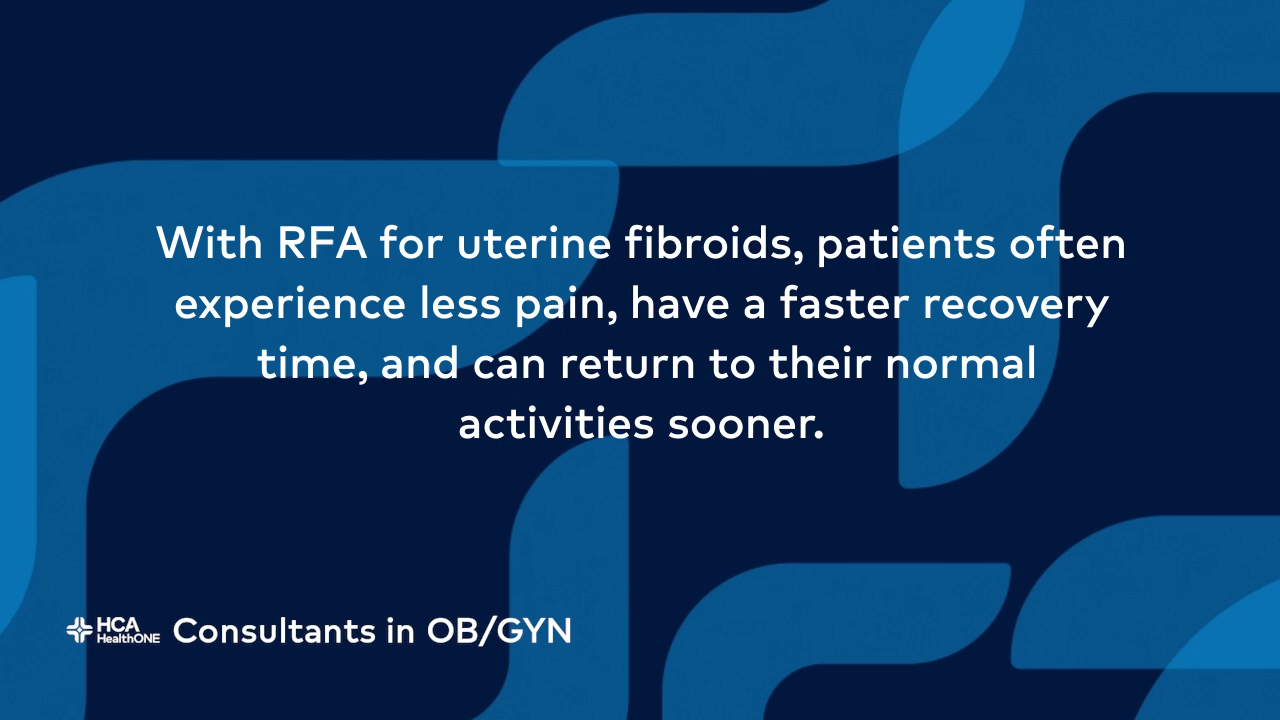 With RFA for uterine fibroids, patients often
experience less pain, have a faster recovery
time, and can return to their normal
activities sooner.
HCA
HealthONE
Consultants in OB/GYN